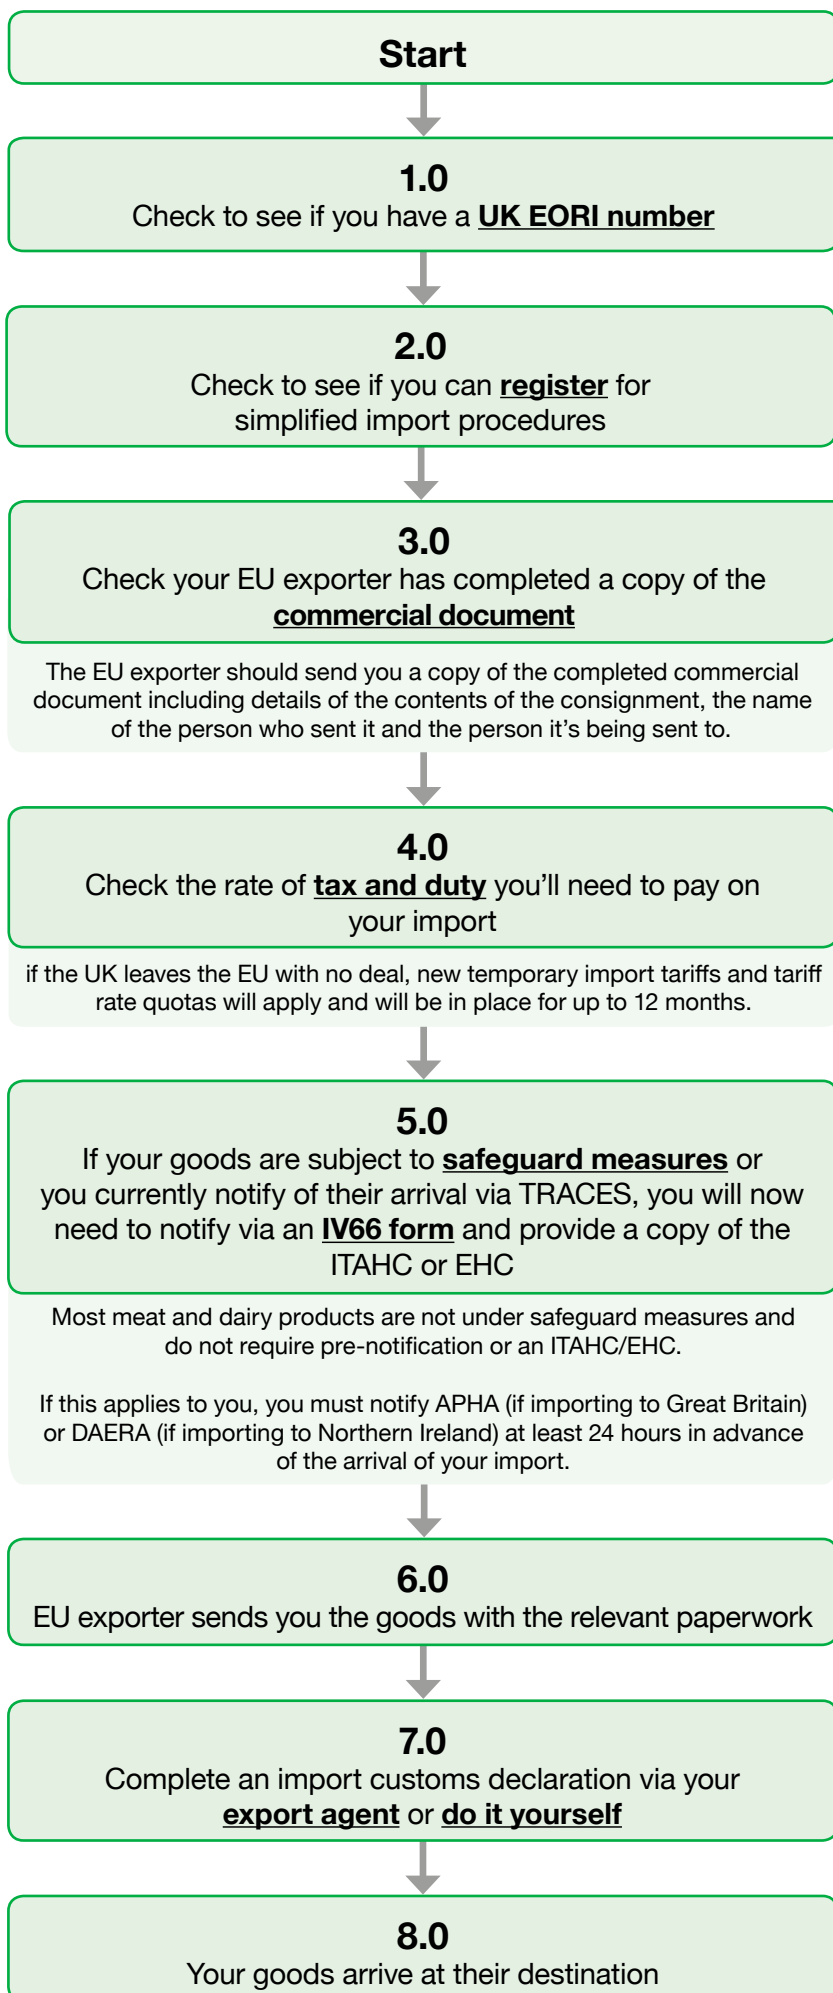 Start
1.0
Check to see if you have a UK EORI number
2.0
Check to see if you can register for
simplified import procedures
3.0
Check your EU exporter has completed a copy of the
commercial document
The EU exporter should send you a copy of the completed commercial
document including details of the contents of the consignment, the name
of the person who sent it and the person it’s being sent to.
4.0
Check the rate of tax and duty you’ll need to pay on
your import
if the UK leaves the EU with no deal, new temporary import tariffs and tariff
rate quotas will apply and will be in place for up to 12 months.
5.0
If your goods are subject to safeguard measures or
you currently notify of their arrival via TRACES, you will now
need to notify via an IV66 form and provide a copy of the
ITAHC or EHC
Most meat and dairy products are not under safeguard measures and
do not require pre-notification or an ITAHC/EHC.
If this applies to you, you must notify APHA (if importing to Great Britain)
or DAERA (if importing to Northern Ireland) at least 24 hours in advance
of the arrival of your import.
6.0
EU exporter sends you the goods with the relevant paperwork
7.0
Complete an import customs declaration via your
export agent or do it yourself
8.0
Your goods arrive at their destination